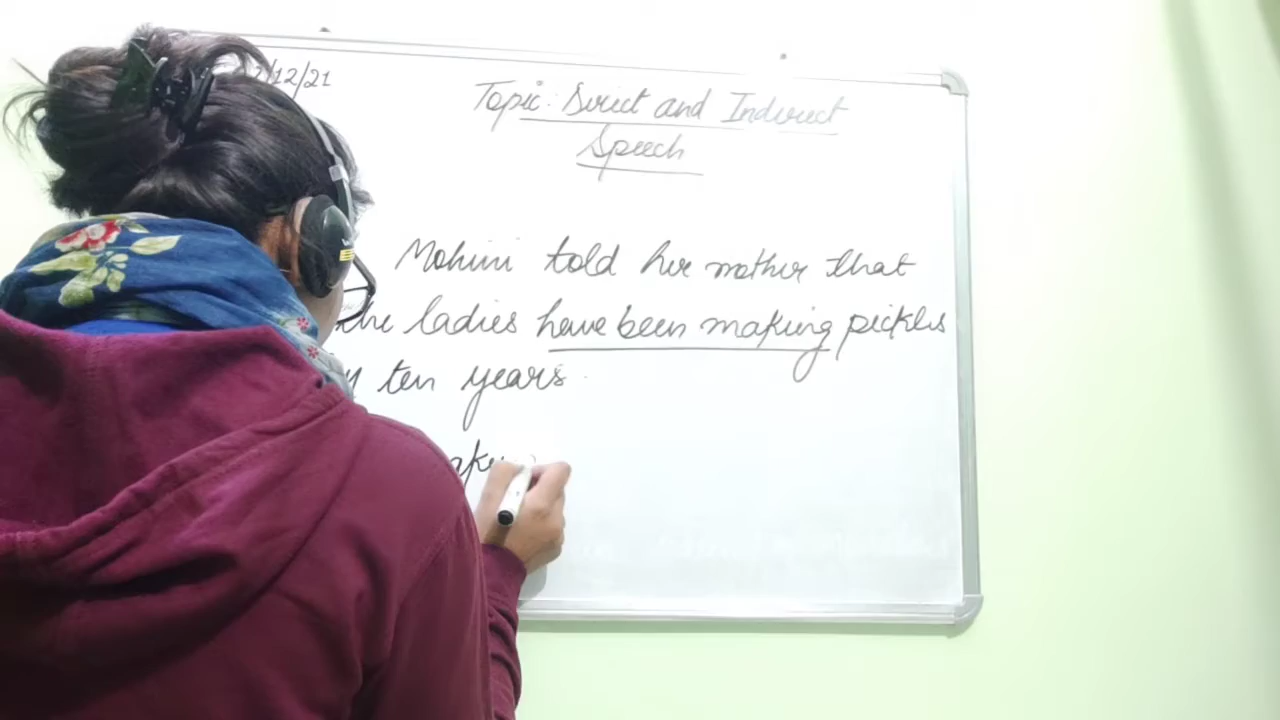 /12/21
Topic: Direct and Indirect
Speech
Mohini told her mother that
the ladies have been making pickles
ten years.